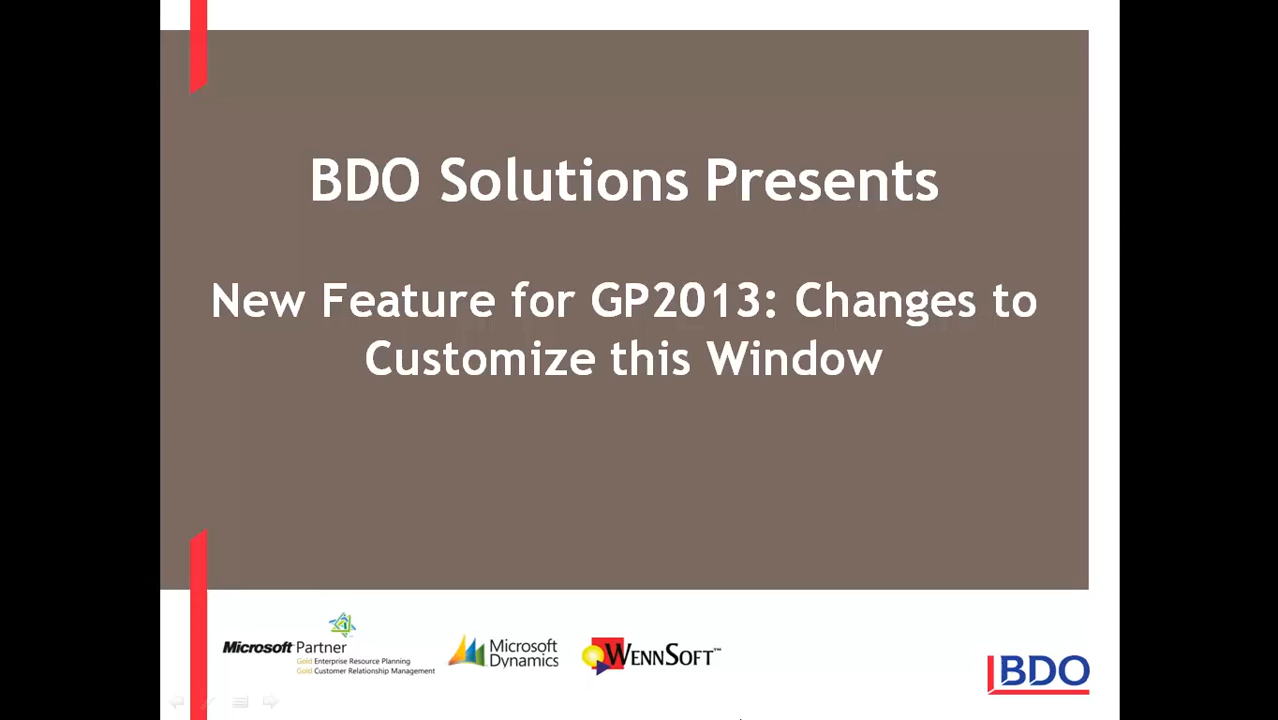 BDO Solutions Presents
New Feature for GP2013: Changes to
Customize this Window
Microsoft Partner
Gold Enterprise Resource Planning
Gold Customer Relationship Management
Microsoft
Dynamics
WENNSOFT™
BDO